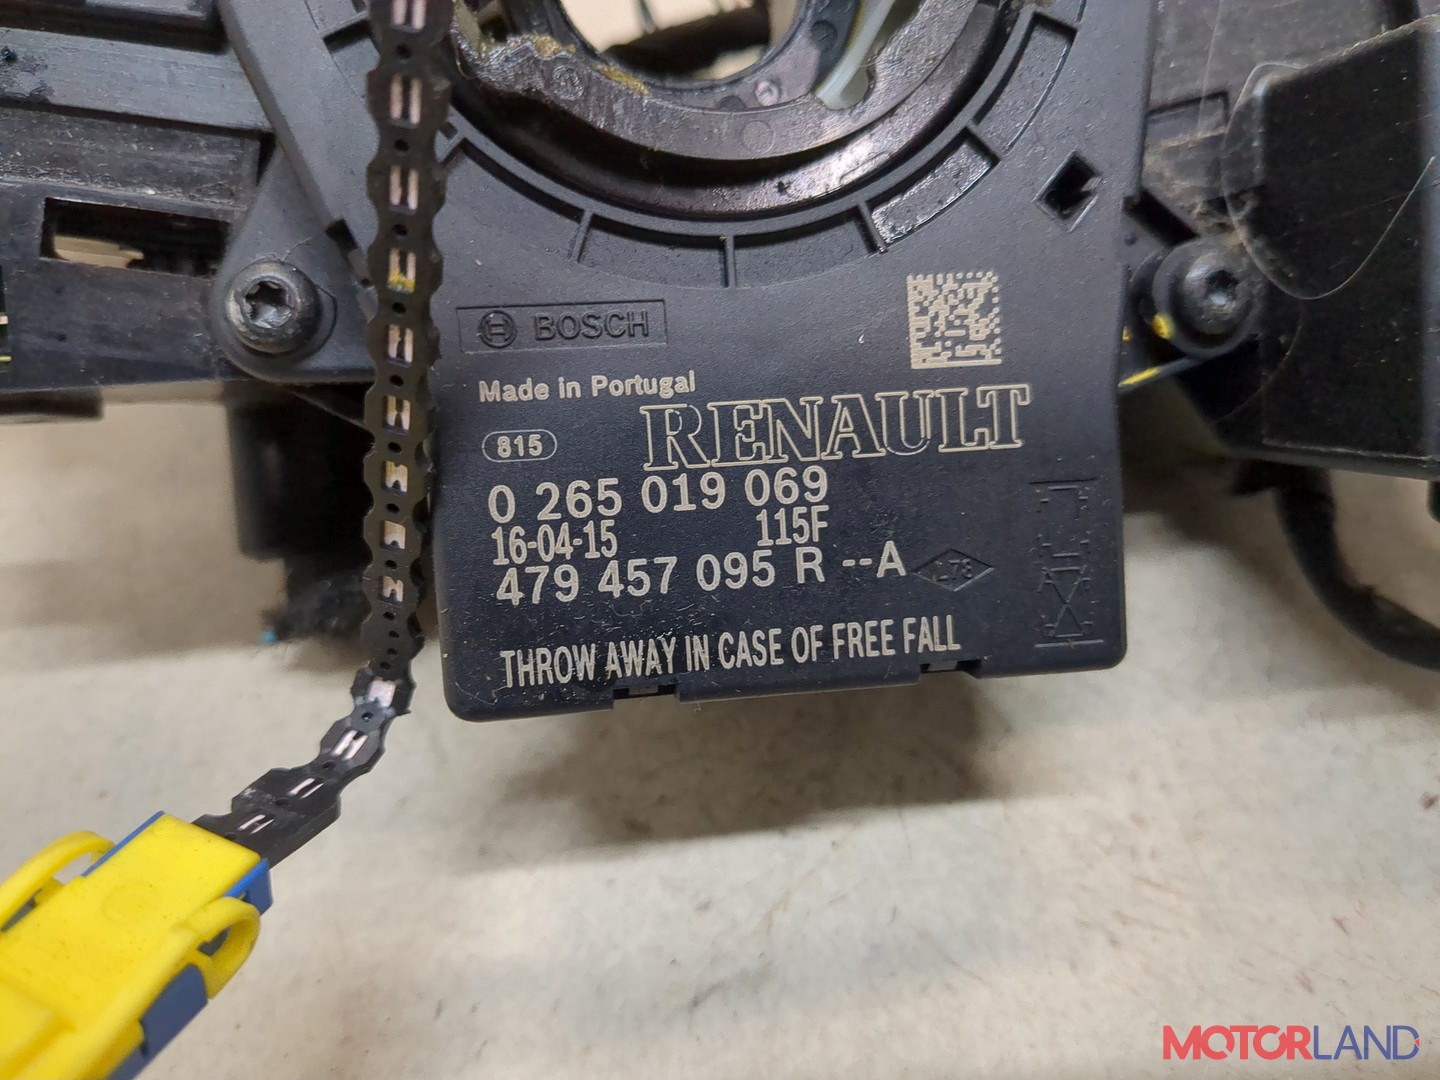 BOSCH
Made in Portugal
815
RENAULT
0 265 019 069
16-04-15 115F
479 457 095 R --A
THROW AWAY IN CASE OF FREE FALL
MOTORLAND